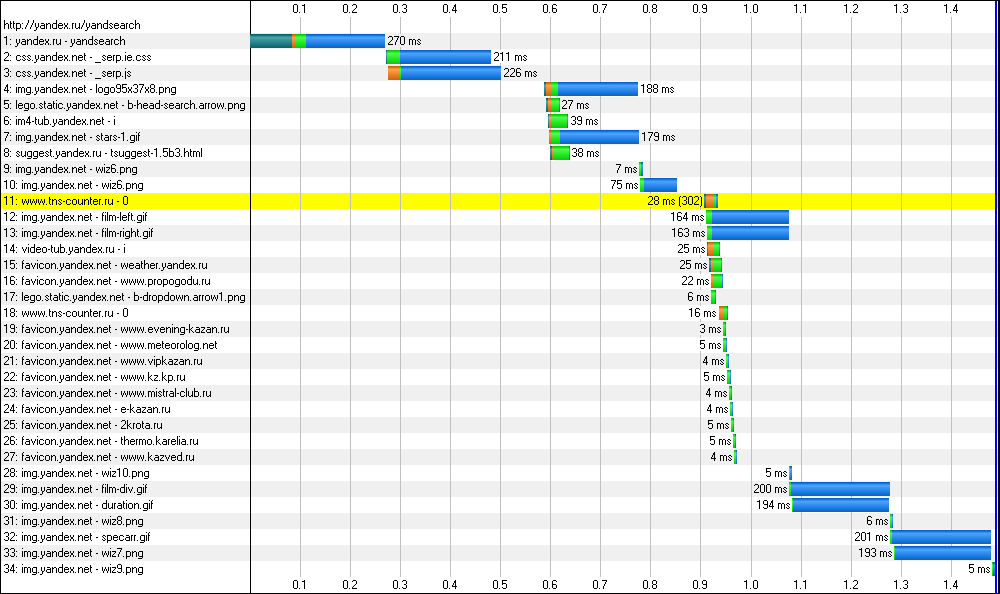 0.1 0.2 0.3 0.4 0.5 0.6 0.7 0.8 0.9 1.0 1.1 1.2 1.3 1.4
http://yandex.ru/yandsearch
1: yandex.ru - yandsearch 270 ms
2: css.yandex.net - _serp.ie.css 211 ms
3: css.yandex.net - _serp.js 226 ms
4: img.yandex.net - logo95x37x8.png 188 ms
5: lego.static.yandex.net - b-head-search.arrow.png 27 ms
6: im4-tub.yandex.net - i 39 ms
7: img.yandex.net - stars-1.gif 179 ms
8: suggest.yandex.ru - tsuggest-1.5b3.html 38 ms
9: img.yandex.net - wiz6.png 7 ms
10: img.yandex.net - wiz6.png 75 ms
11: www.tns-counter.ru - 0 28 ms (302)
12: img.yandex.net - film-left.gif 164 ms
13: img.yandex.net - film-right.gif 163 ms
14: video-tub.yandex.ru - i 25 ms
15: favicon.yandex.net - weather.yandex.ru 25 ms
16: favicon.yandex.net - www.propogodu.ru 22 ms
17: lego.static.yandex.net - b-dropdown.arrow1.png 6 ms
18: www.tns-counter.ru - 0 16 ms
19: favicon.yandex.net - www.evening-kazan.ru 3 ms
20: favicon.yandex.net - www.meteorolog.net 5 ms
21: favicon.yandex.net - www.vipkazan.ru 4 ms
22: favicon.yandex.net - www.kz.kp.ru 5 ms
23: favicon.yandex.net - www.mistral-club.ru 4 ms
24: favicon.yandex.net - e-kazan.ru 4 ms
25: favicon.yandex.net - 2krota.ru 5 ms
26: favicon.yandex.net - thermo.karelia.ru 5 ms
27: favicon.yandex.net - www.kazved.ru 4 ms
28: img.yandex.net - wiz10.png 5 ms
29: img.yandex.net - film-div.gif 200 ms
30: img.yandex.net - duration.gif 194 ms
31: img.yandex.net - wiz8.png 6 ms
32: img.yandex.net - specarr.gif 201 ms
33: img.yandex.net - wiz7.png 193 ms
34: img.yandex.net - wiz9.png 5 ms
0.1 0.2 0.3 0.4 0.5 0.6 0.7 0.8 0.9 1.0 1.1 1.2 1.3 1.4